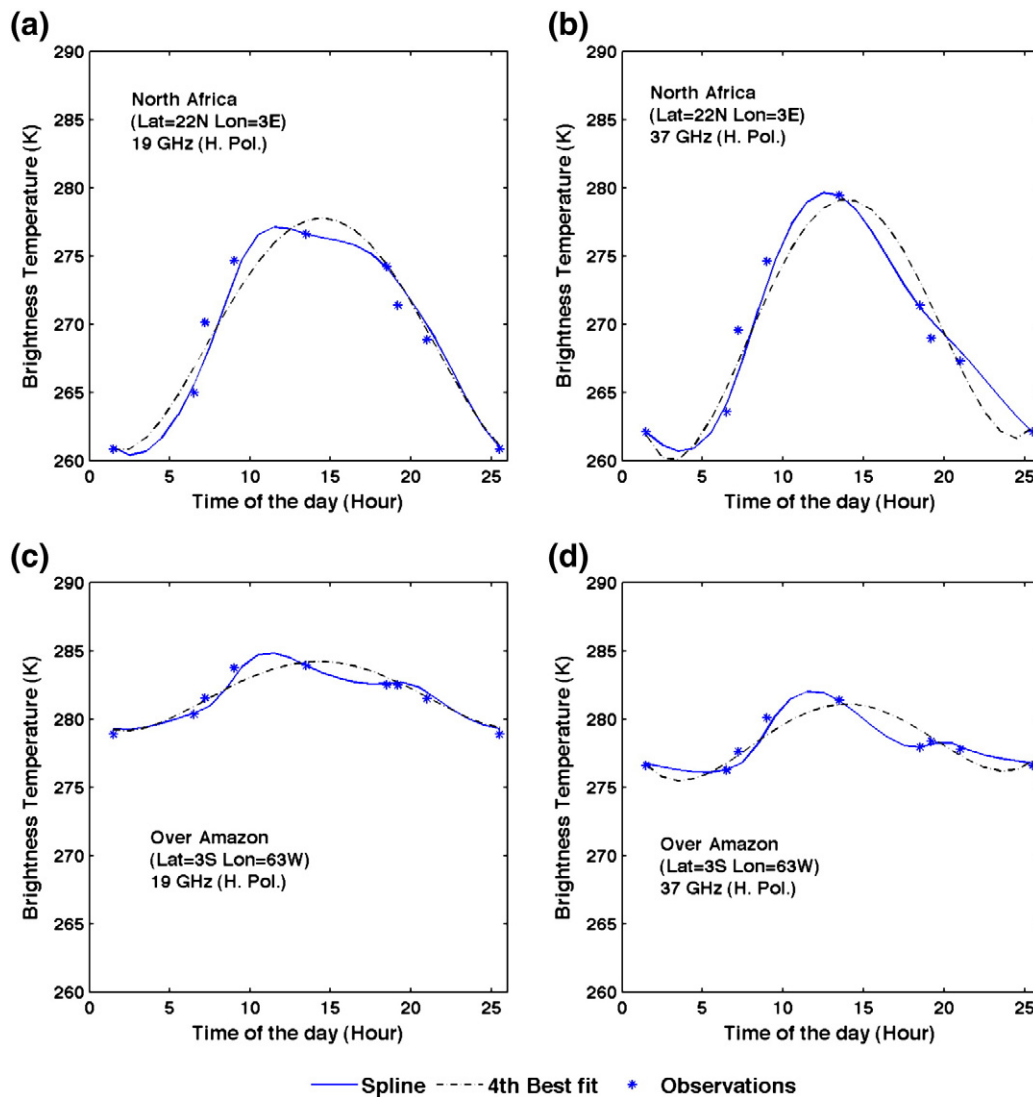 (a)
290
285
280
275
270
265
260
Brightness Temperature (K)
North Africa
(Lat=22N Lon=3E)
19 GHz (H. Pol.)
0 5 10 15 20 25
Time of the day (Hour)
(b)
290
285
280
275
270
265
260
Brightness Temperature (K)
North Africa
(Lat=22N Lon=3E)
37 GHz (H. Pol.)
0 5 10 15 20 25
Time of the day (Hour)
(c)
290
285
280
275
270
265
260
Brightness Temperature (K)
Over Amazon
(Lat=3S Lon=63W)
19 GHz (H. Pol.)
0 5 10 15 20 25
Time of the day (Hour)
(d)
290
285
280
275
270
265
260
Brightness Temperature (K)
Over Amazon
(Lat=3S Lon=63W)
37 GHz (H. Pol.)
0 5 10 15 20 25
Time of the day (Hour)
Spline 4th Best fit Observations